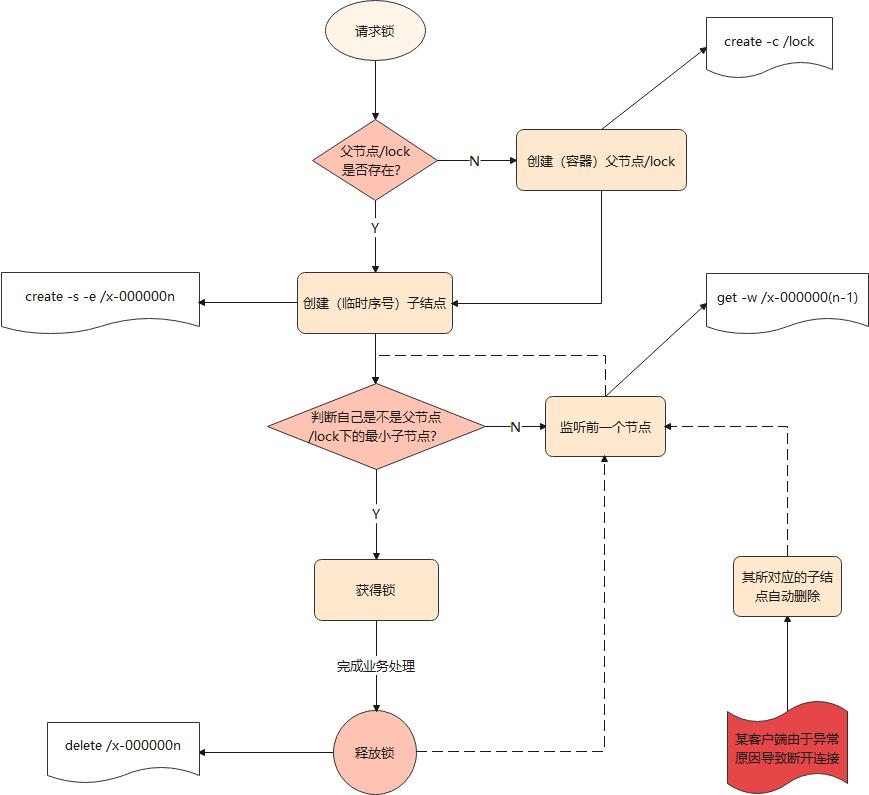 请求锁
create -c /lock
父节点/lock
是否存在?
N
创建（容器）父节点/lock
Y
create -s -e /x-000000n
创建（临时序号）子结点
get -w /x-000000(n-1)
判断自己是不是父节点
/lock下的最小子节点?
N
监听前一个节点
Y
获得锁
其所对应的子结
点自动删除
完成业务处理
delete /x-000000n
释放锁
某客户端由于异常
原因导致断开连接